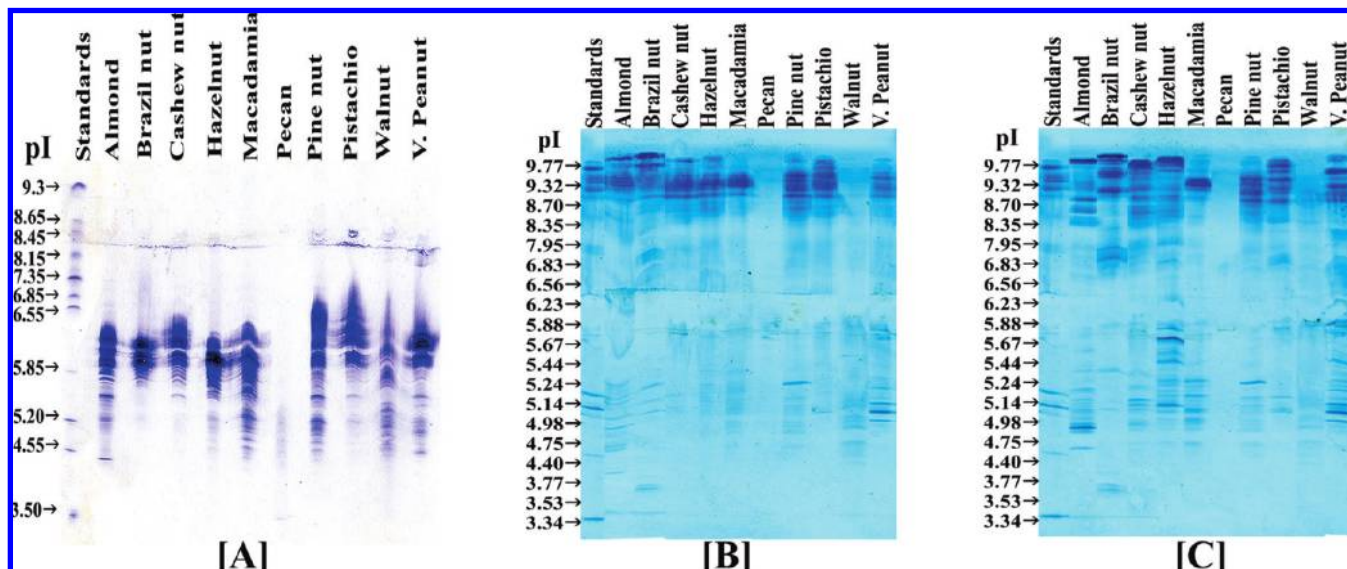 Standards
Almond
Brazil nut
Cashew nut
Hazelnut
Macadamia
Pecan
Pine nut
Pistachio
Walnut
V. Peanut
pI
9.3→
8.65→
8.45→
8.15→
7.35→
6.85→
6.55→
5.85→
5.20→
4.55→
3.50→
[A]
Standards
Almond
Brazil nut
Cashew nut
Hazelnut
Macadamia
Pecan
Pine nut
Pistachio
Walnut
V. Peanut
pI
9.77→
9.32→
8.70→
8.35→
7.95→
6.83→
6.56→
6.23→
5.88→
5.67→
5.44→
5.24→
5.14→
4.98→
4.75→
4.40→
3.77→
3.53→
3.34→
[B]
Standards
Almond
Brazil nut
Cashew nut
Hazelnut
Macadamia
Pecan
Pine nut
Pistachio
Walnut
V. Peanut
pI
9.77→
9.32→
8.70→
8.35→
7.95→
6.83→
6.56→
6.23→
5.88→
5.67→
5.44→
5.24→
5.14→
4.98→
4.75→
4.40→
3.77→
3.53→
3.34→
[C]